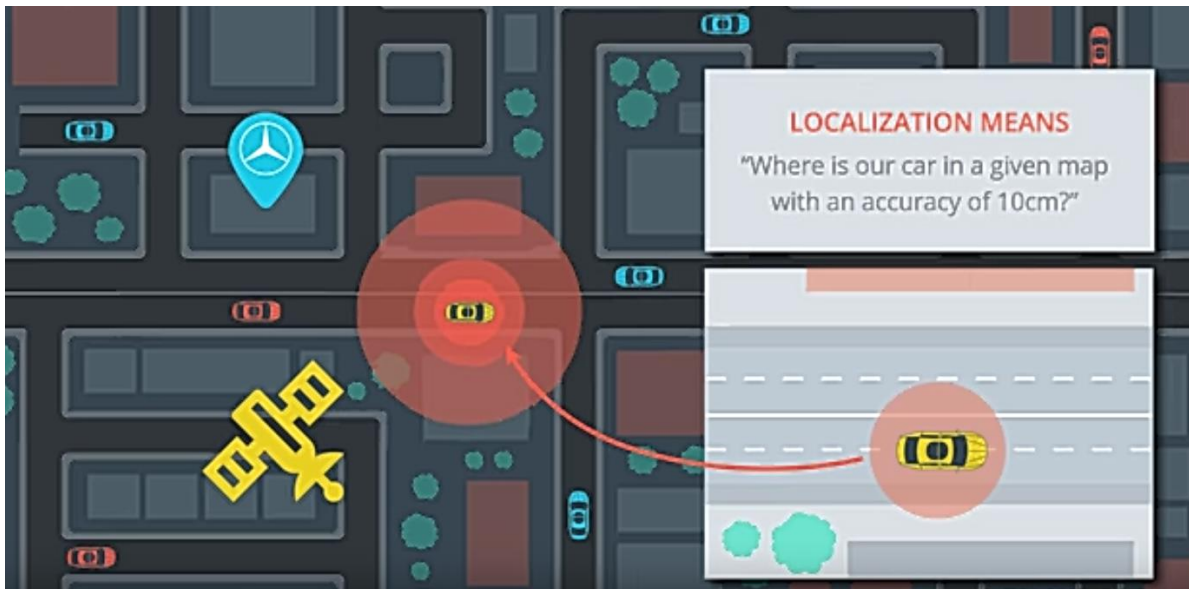 LOCALIZATION MEANS
“Where is our car in a given map
with an accuracy of 10cm?”